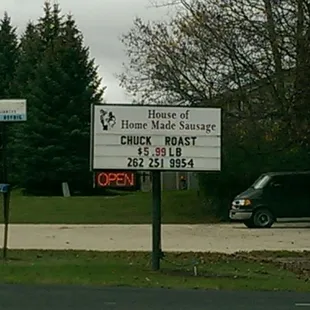 House of
Home Made Sausage
CHUCK ROAST
$5.99 LB
262 251 9954
OPEN